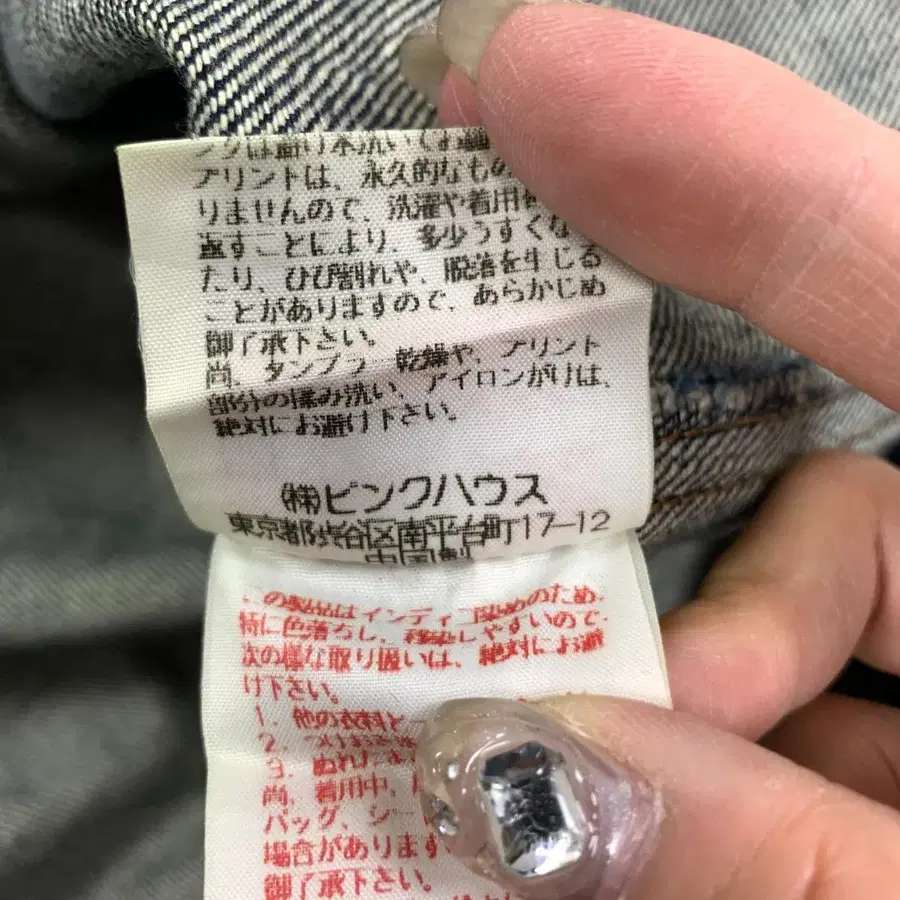 プリントは、永久的なもの
りませんので、洗濯や着用
返すことにより、多少うすくな
たり、ひび割れや、脱落を生じる
ことがありますので、あらかじめ
御了承下さい。
尚、タンブラー乾燥や、プリント
部分の揉み洗い、アイロンがけは、
絶対にお避け下さい。
(株)ピンクハウス
東京都渋谷区南平台町17-12
中国製
この製品はインディゴ染めのため、
特に色落ちし、移染しやすいので、
次の様な取り扱いは、絶対にお避
け下さい。
1. 他の衣料と
2.
3. ぬれた
尚、着用中、
バッグ、シー
場合があります
御了承下さい。